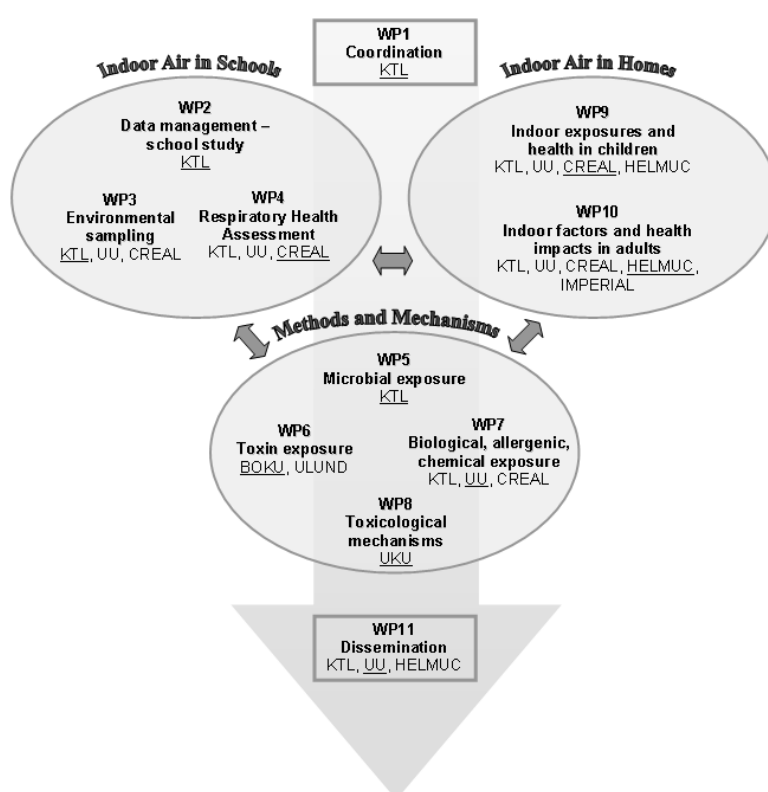 WP1
Coordination
KTL
Indoor Air in Schools
Indoor Air in Homes
WP2
Data management –
school study
KTL
WP3
Environmental
sampling
KTL, UU, CREAL
WP4
Respiratory Health
Assessment
KTL, UU, CREAL
WP9
Indoor exposures and
health in children
KTL, UU, CREAL, HELMUC
WP10
Indoor factors and health
impacts in adults
KTL, UU, CREAL, HELMUC,
IMPERIAL
Methods and Mechanisms
WP5
Microbial exposure
KTL
WP6
Toxin exposure
BOKU, ULUND
WP7
Biological, allergenic,
chemical exposure
KTL, UU, CREAL
WP8
Toxicological
mechanisms
UKU
WP11
Dissemination
KTL, UU, HELMUC